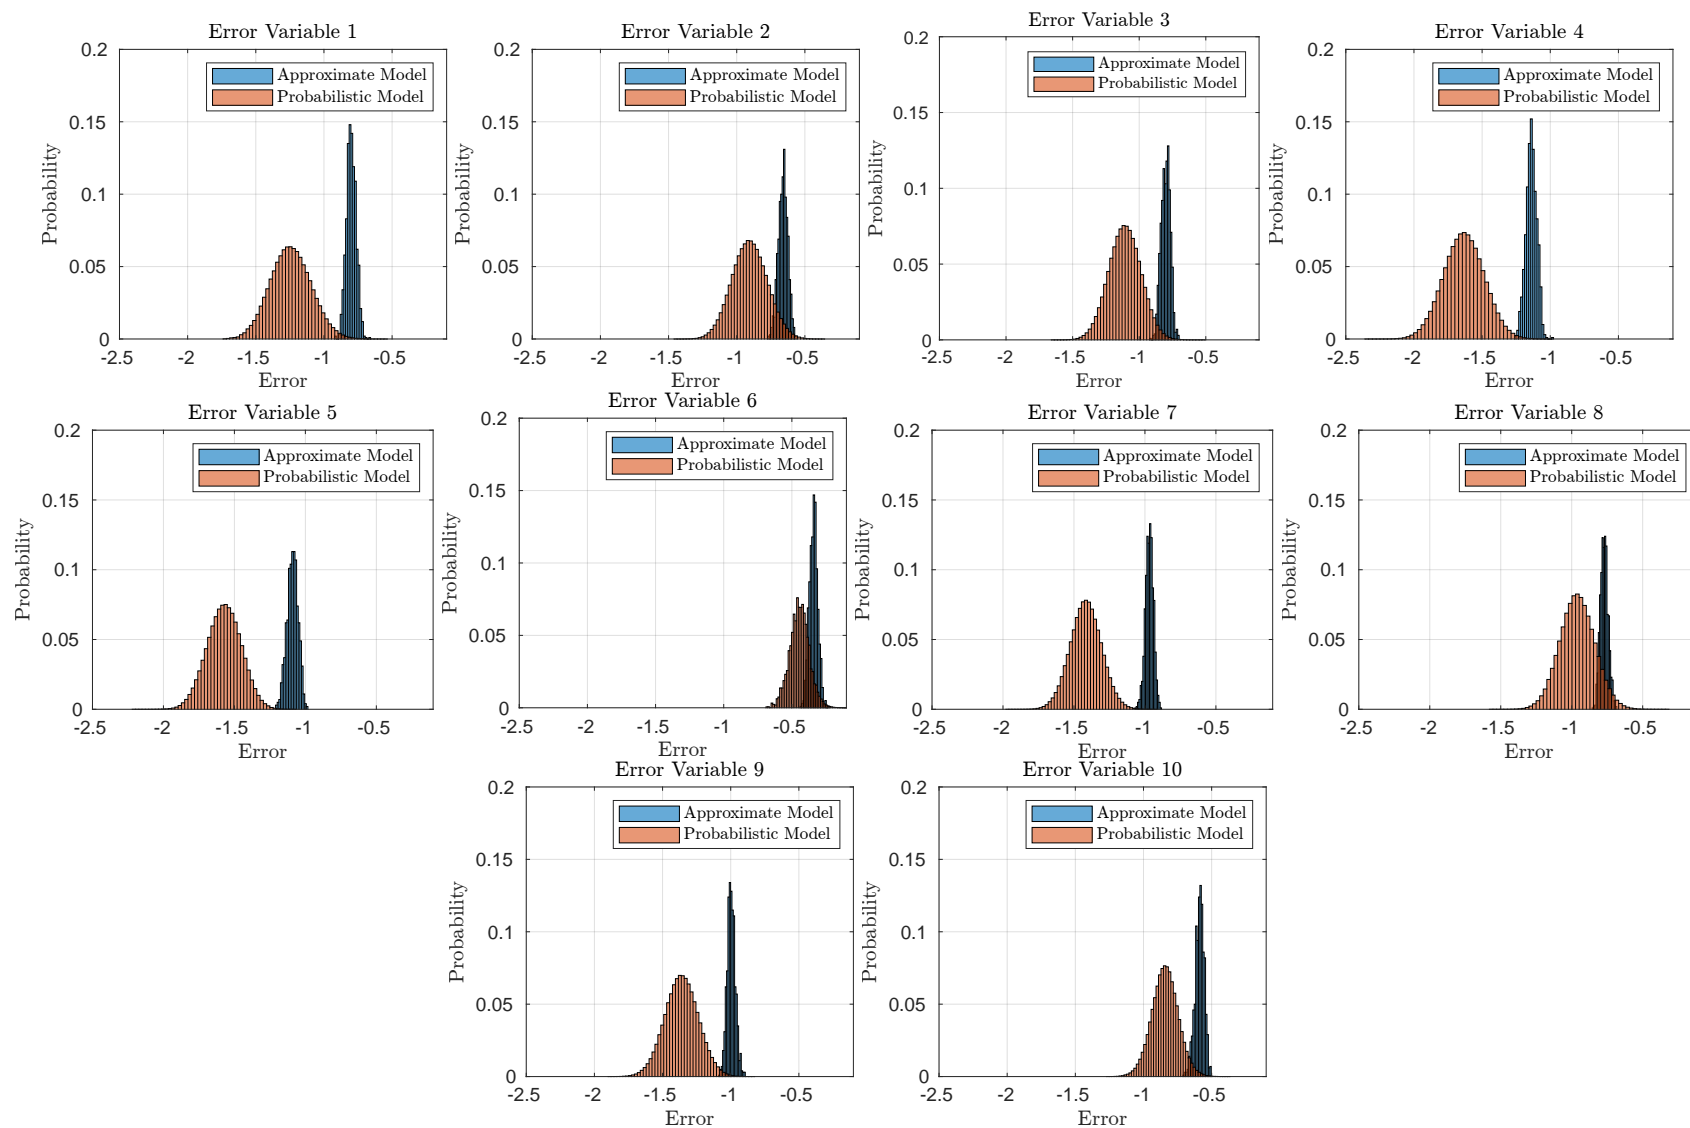 Error Variable 1
0.2
0.15
0.1
0.05
0
Probability
Approximate Model
Probabilistic Model
-2.5 -2 -1.5 -1 -0.5
Error
Error Variable 2
0.2
0.15
0.1
0.05
0
Probability
Approximate Model
Probabilistic Model
-2.5 -2 -1.5 -1 -0.5
Error
Error Variable 3
0.2
0.15
0.1
0.05
0
Probability
Approximate Model
Probabilistic Model
-2.5 -2 -1.5 -1 -0.5
Error
Error Variable 4
0.2
0.15
0.1
0.05
0
Probability
Approximate Model
Probabilistic Model
-2.5 -2 -1.5 -1 -0.5
Error
Error Variable 5
0.2
0.15
0.1
0.05
0
Probability
Approximate Model
Probabilistic Model
-2.5 -2 -1.5 -1 -0.5
Error
Error Variable 6
0.2
0.15
0.1
0.05
0
Probability
Approximate Model
Probabilistic Model
-2.5 -2 -1.5 -1 -0.5
Error
Error Variable 7
0.2
0.15
0.1
0.05
0
Probability
Approximate Model
Probabilistic Model
-2.5 -2 -1.5 -1 -0.5
Error
Error Variable 8
0.2
0.15
0.1
0.05
0
Probability
Approximate Model
Probabilistic Model
-2.5 -2 -1.5 -1 -0.5
Error
Error Variable 9
0.2
0.15
0.1
0.05
0
Probability
Approximate Model
Probabilistic Model
-2.5 -2 -1.5 -1 -0.5
Error
Error Variable 10
0.2
0.15
0.1
0.05
0
Probability
Approximate Model
Probabilistic Model
-2.5 -2 -1.5 -1 -0.5
Error